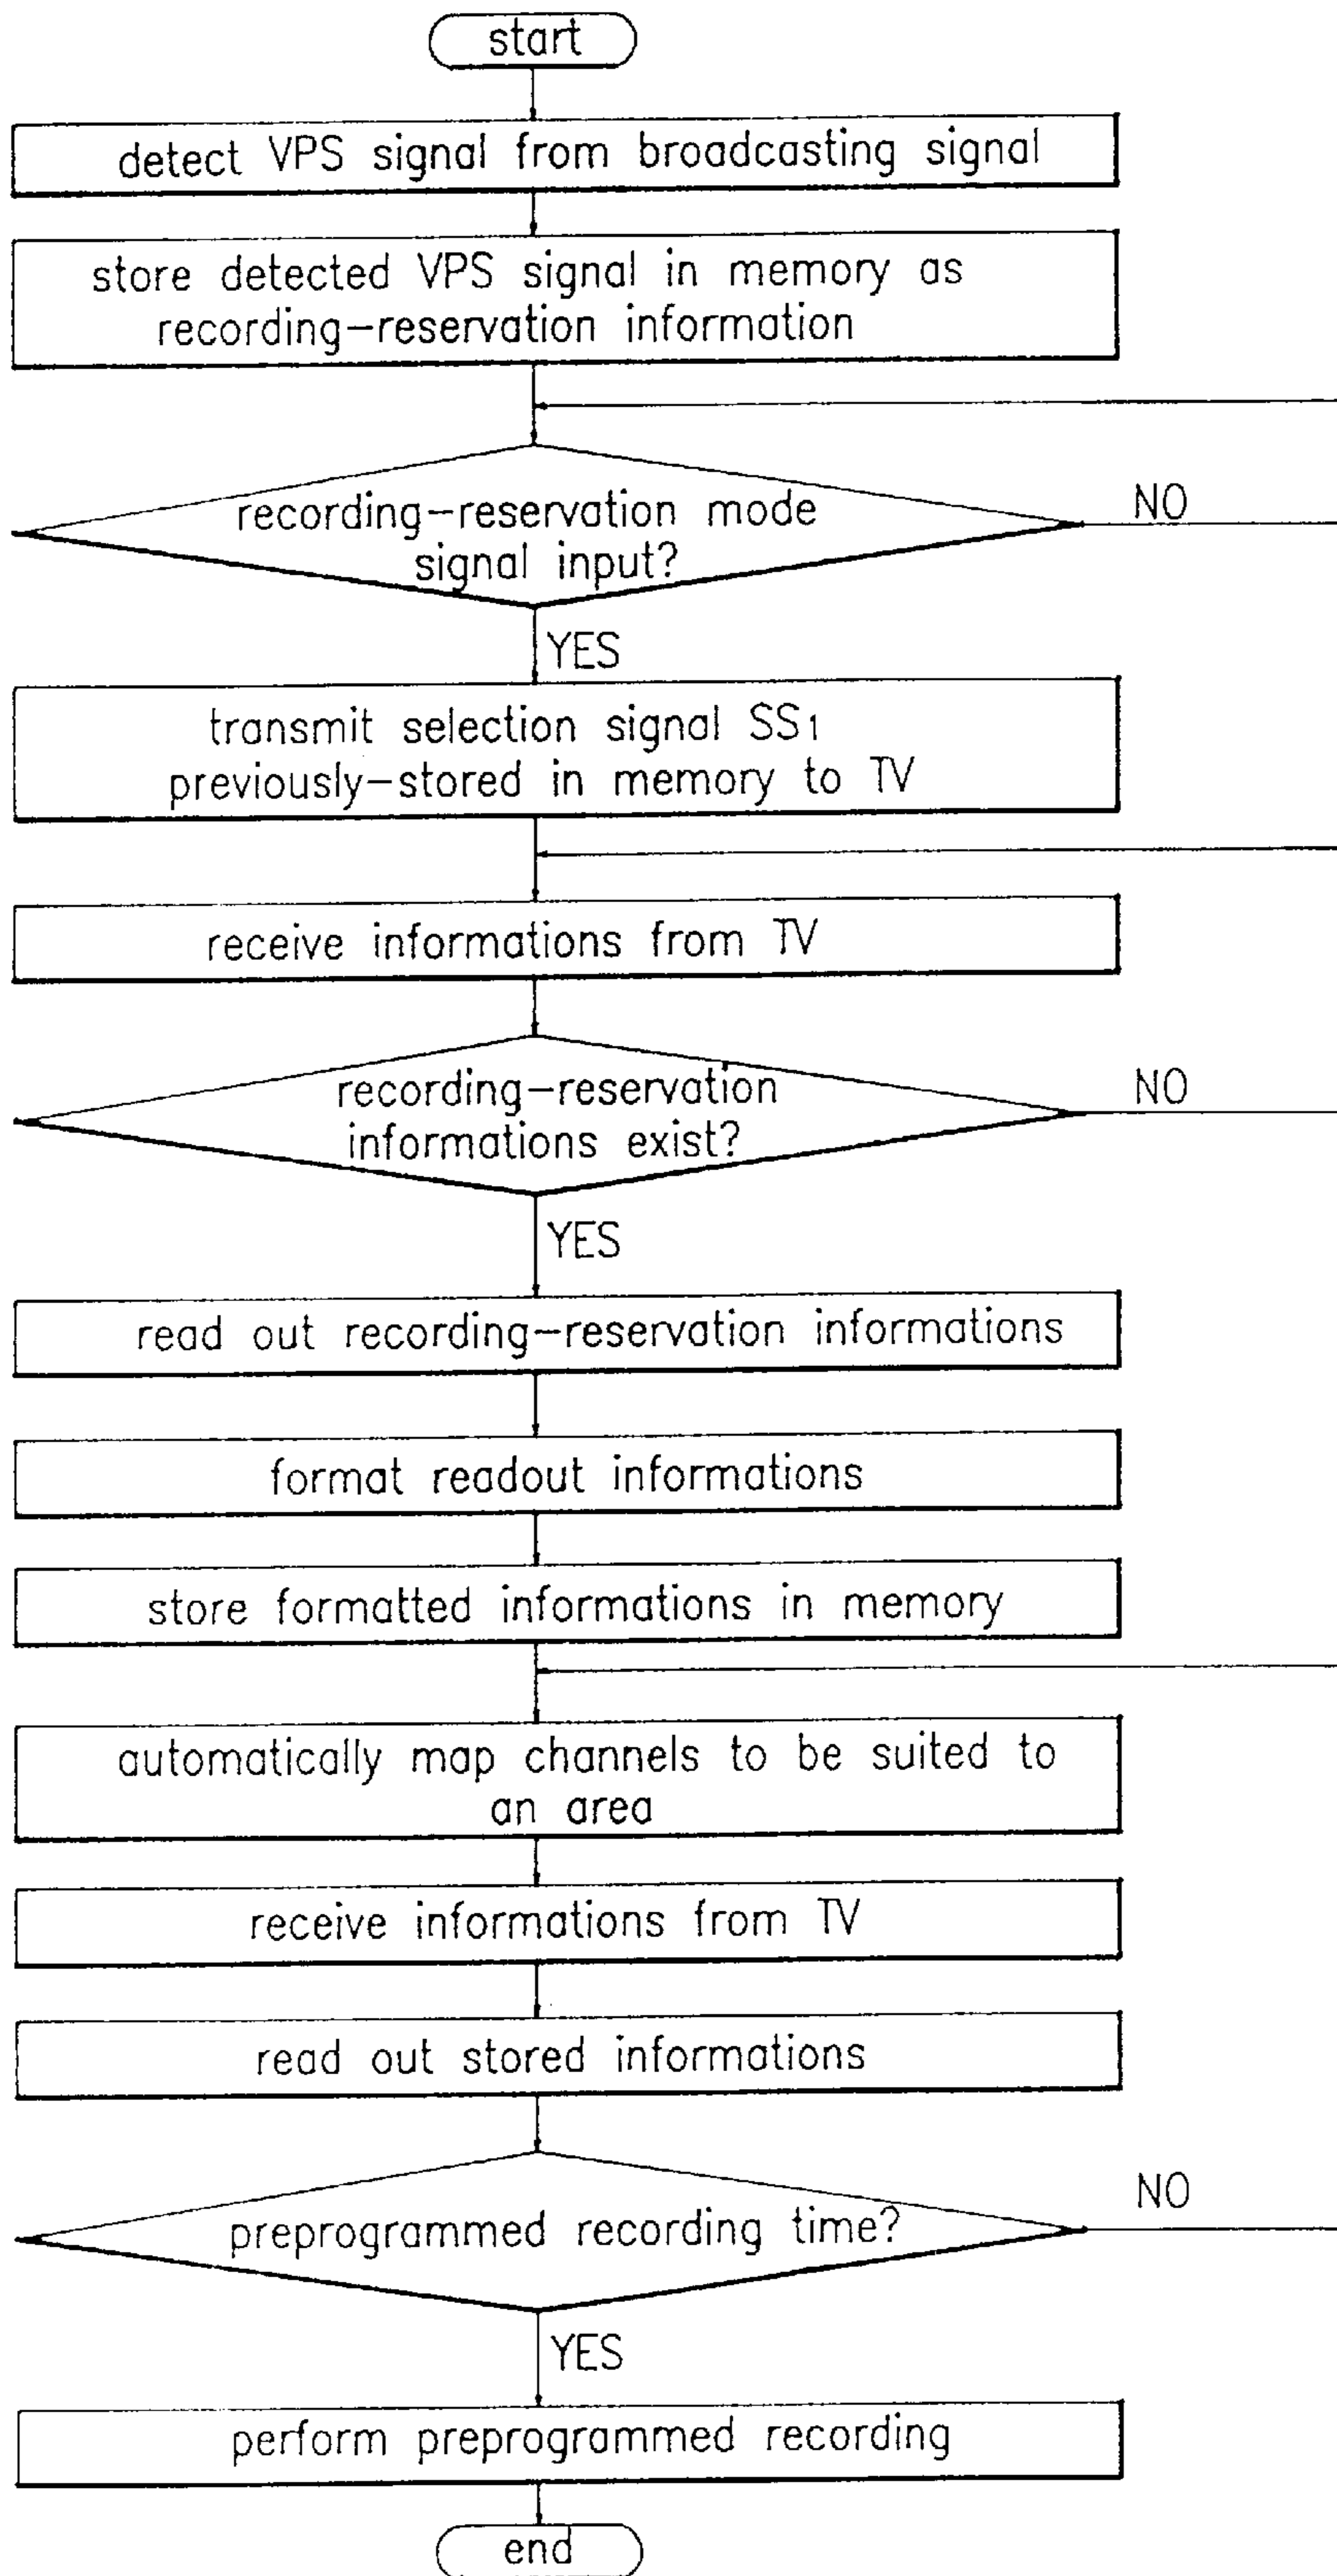 start
detect VPS signal from broadcasting signal
store detected VPS signal in memory as
recording-reservation information
recording-reservation mode
signal input?
NO
YES
transmit selection signal SS1
previously-stored in memory to TV
receive informations from TV
recording-reservation
informations exist?
NO
YES
read out recording-reservation informations
format readout informations
store formatted informations in memory
automatically map channels to be suited to
an area
receive informations from TV
read out stored informations
preprogrammed recording time?
NO
YES
perform preprogrammed recording
end